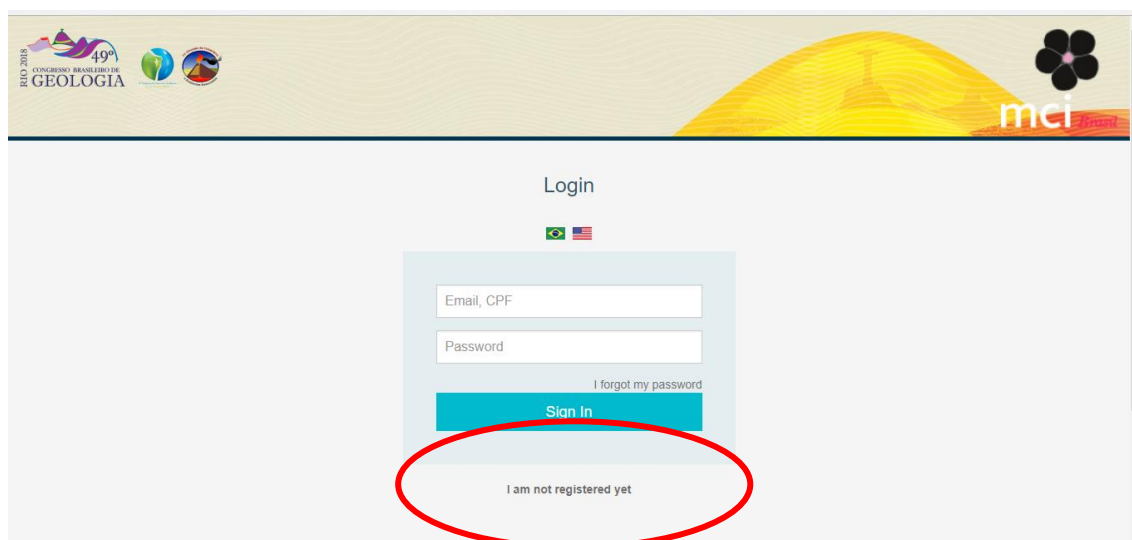 RIO 2018
49º
CONGRESSO BRASILEIRO DE
GEOLOGIA
mci Brasil
Login
Email, CPF
Password
I forgot my password
Sign In
I am not registered yet